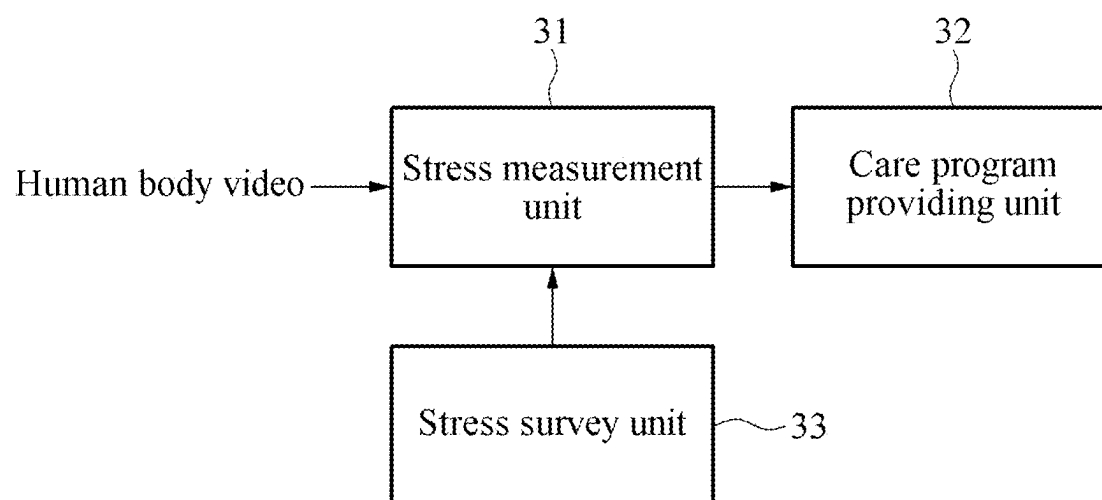 31
32
Human body video
Stress measurement
unit
Care program
providing unit
Stress survey unit
33